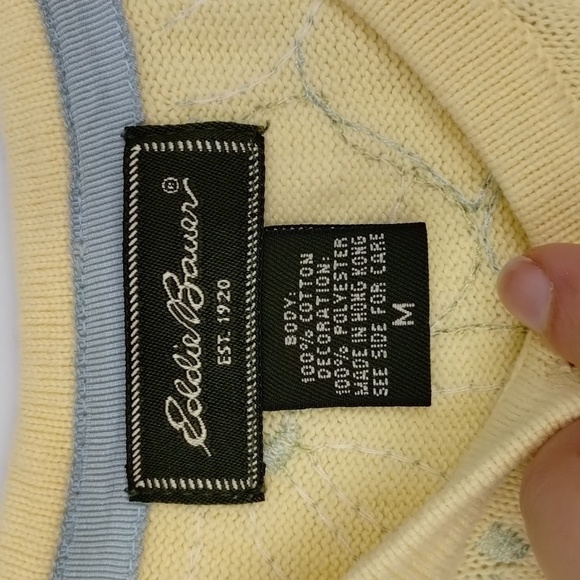 Eddie Bauer®
EST. 1920
BODY:
100% COTTON
DECORATION:
100% POLYESTER
MADE IN HONG KONG
SEE SIDE FOR CARE
M